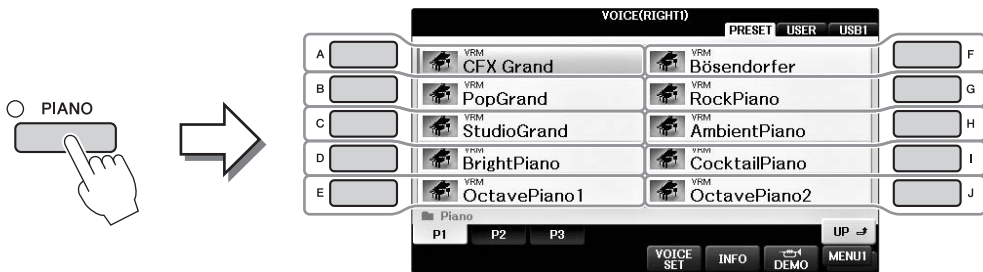 VOICE(RIGHT1)
PRESET USER USB1
PIANO
A VRM CFX Grand VRM Bösendorfer F
B VRM PopGrand VRM RockPiano G
C VRM StudioGrand VRM AmbientPiano H
D VRM BrightPiano VRM CocktailPiano I
E VRM OctavePiano1 VRM OctavePiano2 J
Piano
P1 P2 P3 UP
VOICE SET INFO DEMO MENU1